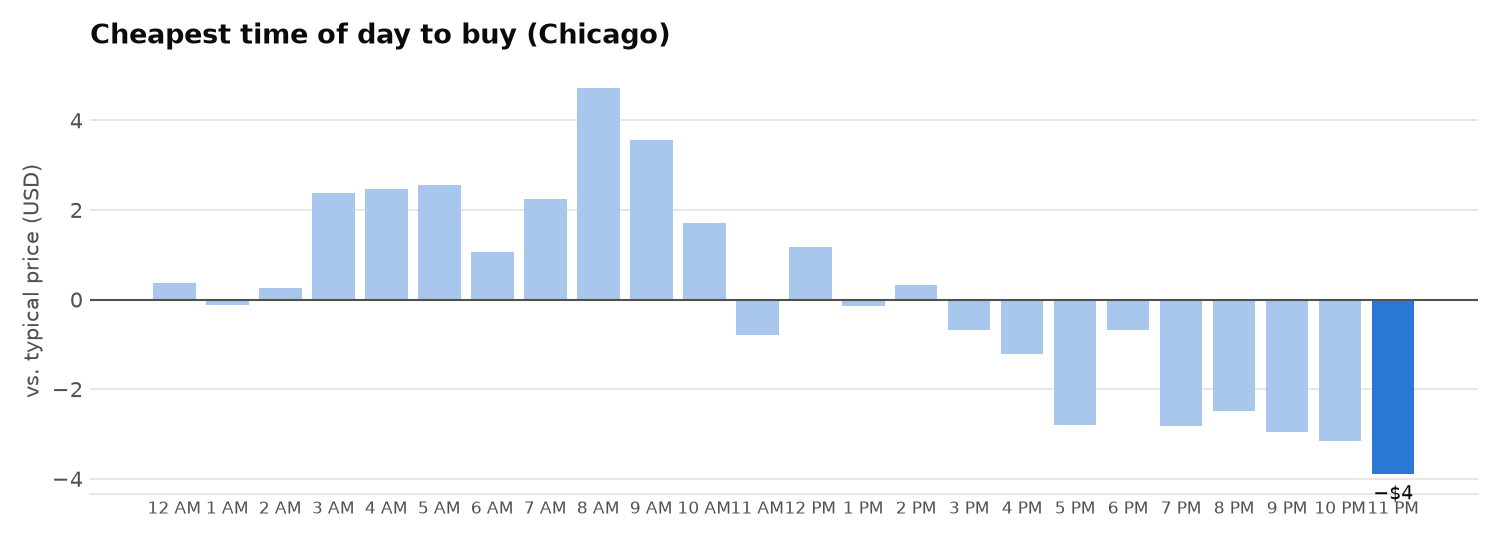 Cheapest time of day to buy (Chicago)
vs. typical price (USD)
4
2
0
−2
−4
−$4
12 AM 1 AM 2 AM 3 AM 4 AM 5 AM 6 AM 7 AM 8 AM 9 AM 10 AM 11 AM 12 PM 1 PM 2 PM 3 PM 4 PM 5 PM 6 PM 7 PM 8 PM 9 PM 10 PM 11 PM